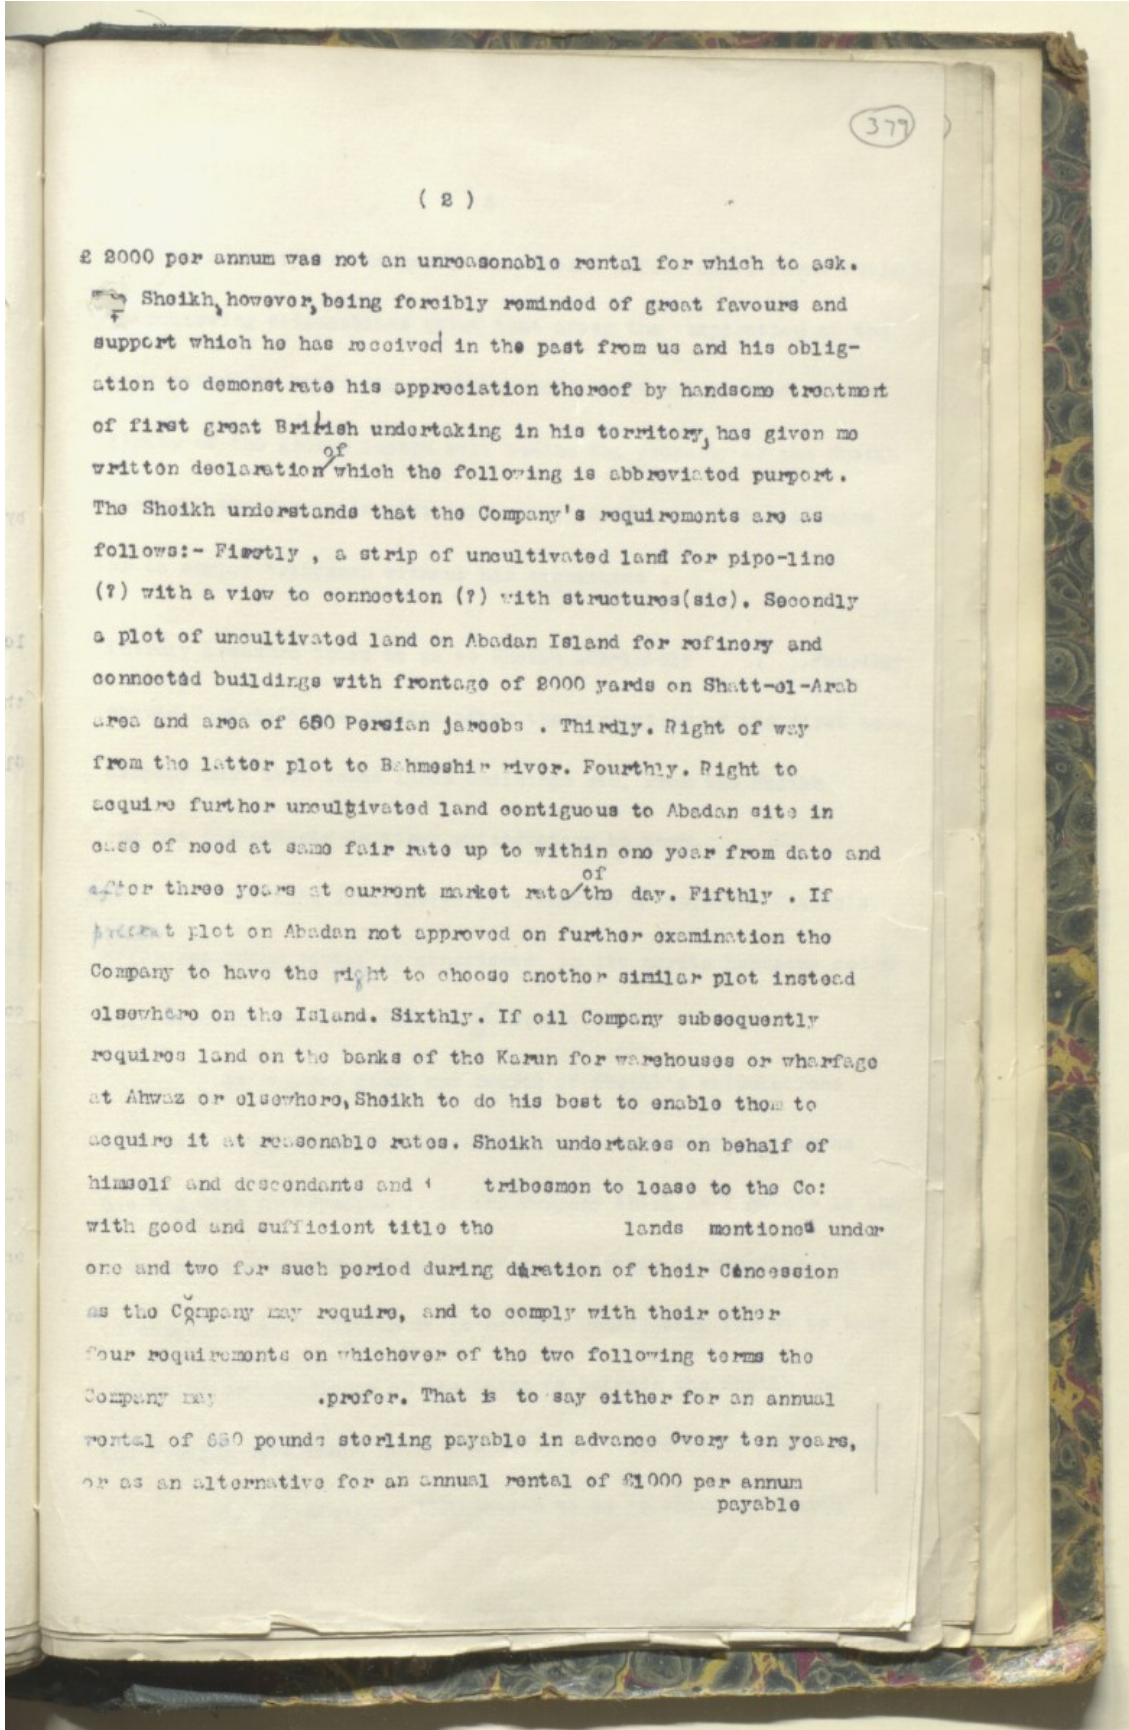 379
( 2 )
£ 2000 per annum was not an unreasonable rental for which to ask.
Sheikh, however, being forcibly reminded of great favours and
support which he has received in the past from us and his oblig-
ation to demonstrate his appreciation thereof by handsome treatment
of first great British undertaking in his territory, has given me
of
written declaration/which the following is abbreviated purport.
The Sheikh understands that the Company's requirements are as
follows:- Firstly , a strip of uncultivated land for pipe-line
(?) with a view to connection (?) with structures(sic). Secondly
a plot of uncultivated land on Abadan Island for refinery and
connected buildings with frontage of 2000 yards on Shatt-el-Arab
area and area of 650 Persian jareebs . Thirdly. Right of way
from the latter plot to Bahmeshir river. Fourthly. Right to
acquire further uncultivated land contiguous to Abadan site in
case of need at same fair rate up to within one year from date and
of
after three years at current market rate/the day. Fifthly . If
present plot on Abadan not approved on further examination the
Company to have the right to choose another similar plot instead
elsewhere on the Island. Sixthly. If oil Company subsequently
requires land on the banks of the Karun for warehouses or wharfage
at Ahwaz or elsewhere, Sheikh to do his best to enable them to
acquire it at reasonable rates. Sheikh undertakes on behalf of
himself and descendants and tribesmen to lease to the Co:
with good and sufficient title the lands mentioned under
one and two for such period during duration of their Concession
as the Company may require, and to comply with their other
four requirements on whichever of the two following terms the
Company may .prefer. That is to say either for an annual
rental of 650 pounds sterling payable in advance every ten years,
or as an alternative for an annual rental of £1000 per annum
payable